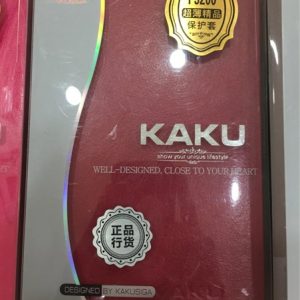 P5200
超薄精品
保护套
KAKU
show your unique lifestyle
WELL-DESIGNED, CLOSE TO YOUR HEART
正品
行货
DESIGNED BY KAKUSIGA